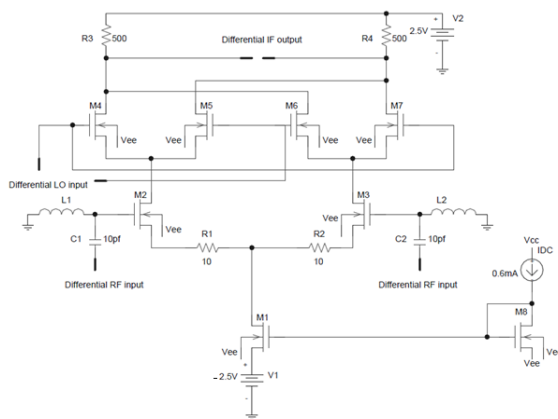 R3
500
Differential IF output
R4
500
+
2.5V
-
V2
M4
M5
M6
M7
Vee
Vee
Vee
Vee
Differential LO input
L1
M2
M3
L2
Vee
Vee
C1
10pf
R1
10
R2
10
C2
10pf
Differential RF input
Differential RF input
Vcc
IDC
0.6mA
M1
M8
Vee
Vee
Ve
+
-2.5V
V1
-